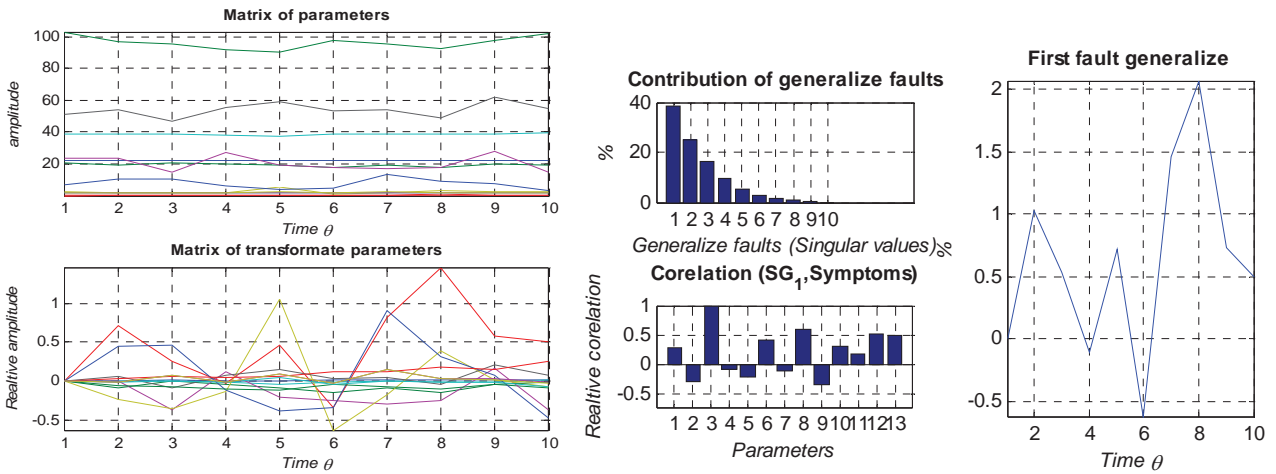 Matrix of parameters
amplitude
100
80
60
40
20
1 2 3 4 5 6 7 8 9 10
Time θ
Matrix of transformate parameters
Realtive amplitude
1
0.5
0
-0.5
1 2 3 4 5 6 7 8 9 10
Time θ
Contribution of generalize faults
%
40
20
0
1 2 3 4 5 6 7 8 9 10
Generalize faults (Singular values)%
Corelation (SG1,Symptoms)
Realtive corelation
1
0.5
0
-0.5
1 2 3 4 5 6 7 8 9 10 11 12 13
Parameters
First fault generalize
2
1.5
1
0.5
0
-0.5
2 4 6 8 10
Time θ